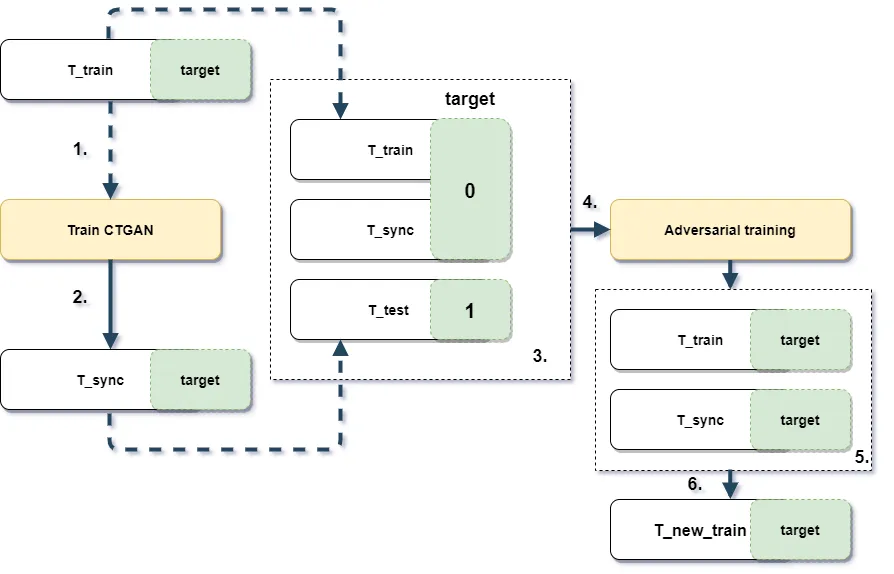 T_train target
1.
Train CTGAN
2.
T_sync target
target
T_train
0
T_sync
T_test 1
3.
4.
Adversarial training
T_train target
T_sync target
5.
6.
T_new_train target